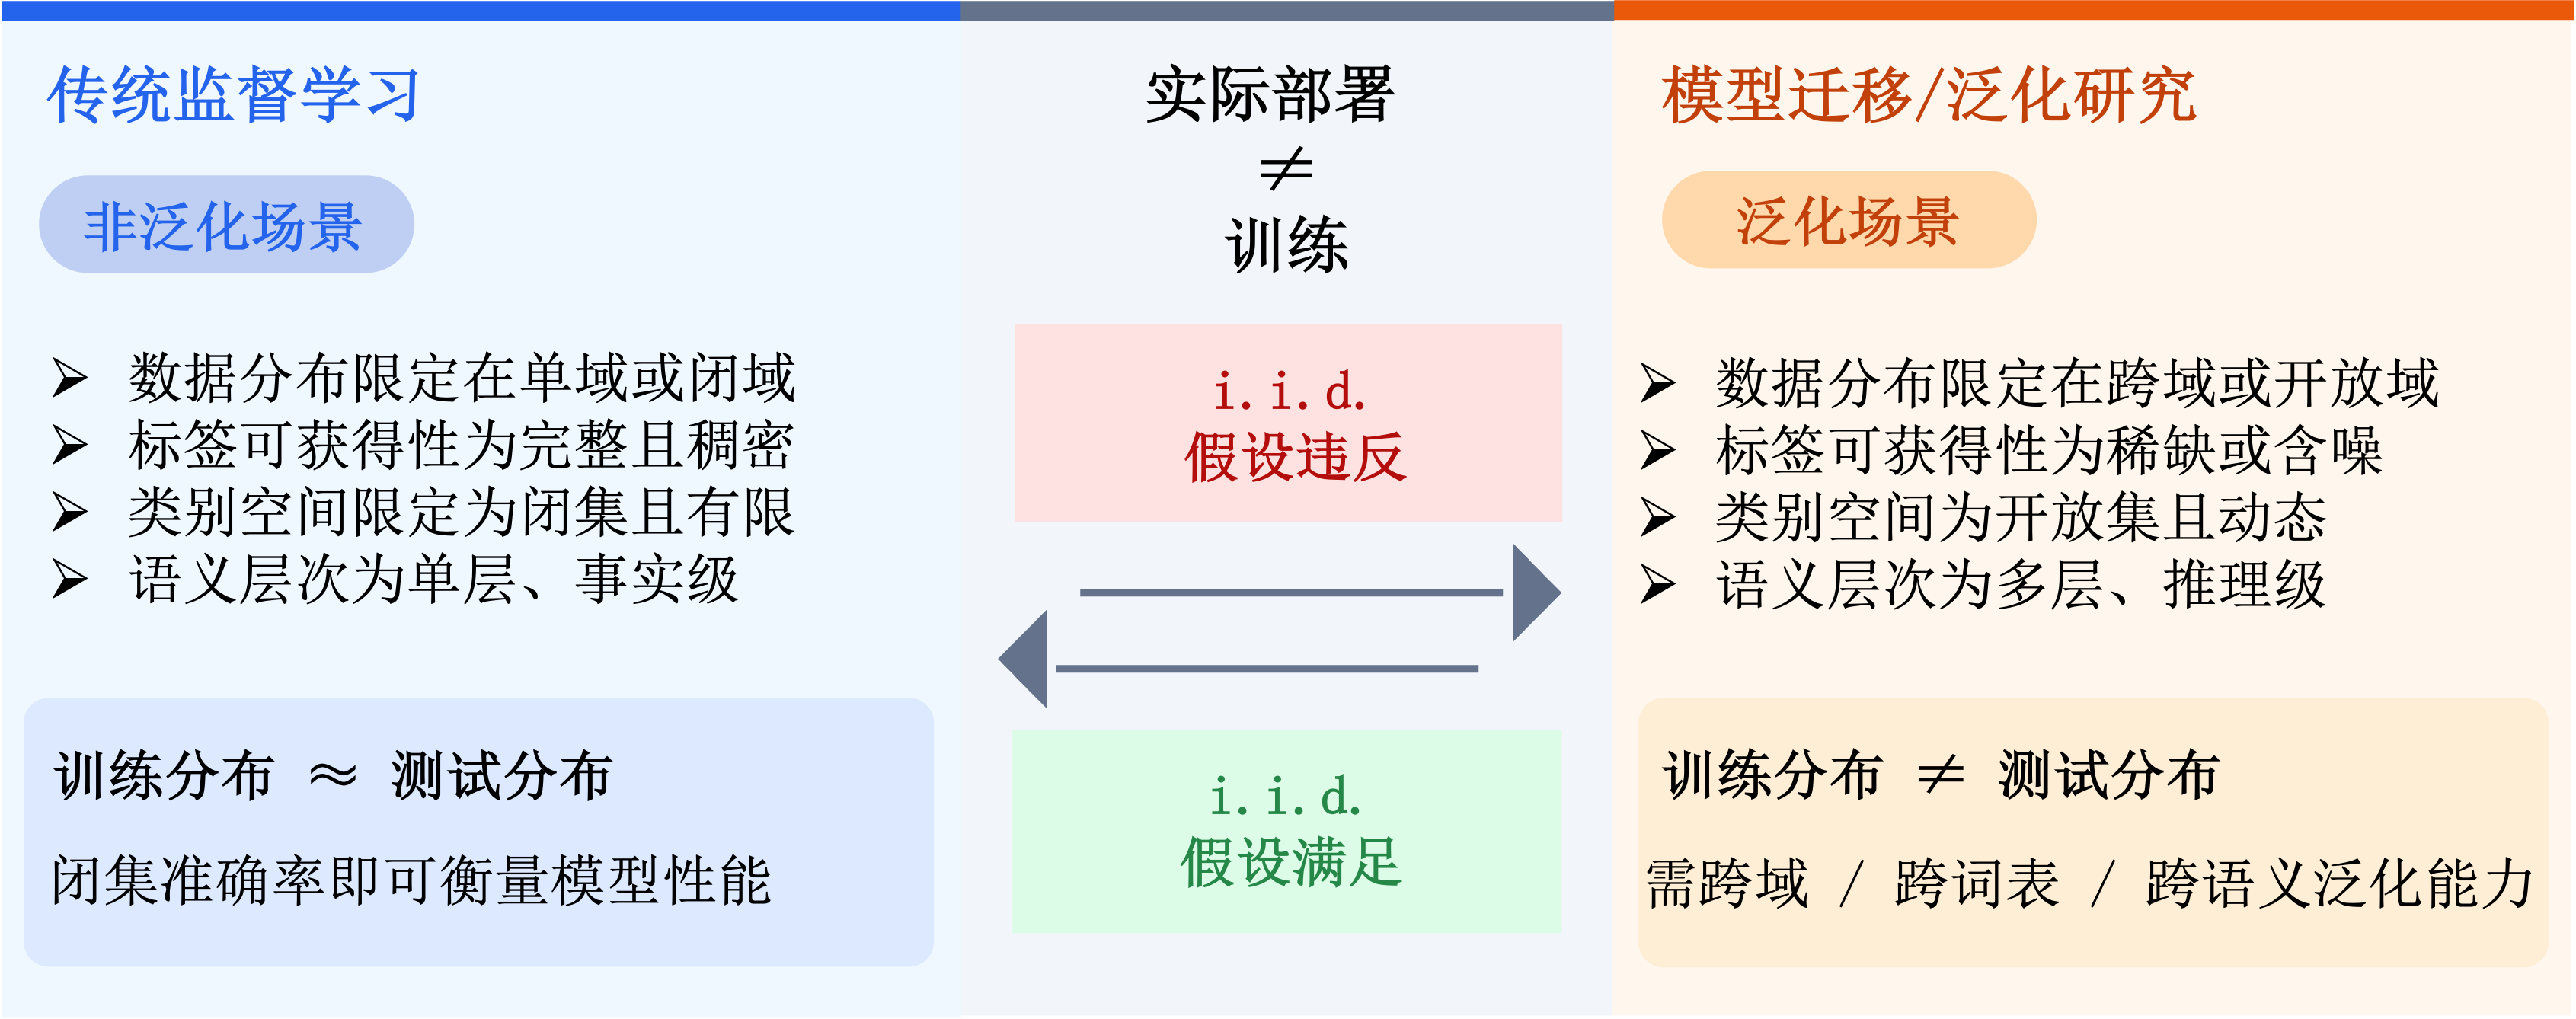 传统监督学习
非泛化场景
数据分布限定在单域或闭域
标签可获得性为完整且稠密
类别空间限定为闭集且有限
语义层次为单层、事实级
训练分布 ≈ 测试分布
闭集准确率即可衡量模型性能
实际部署
≠
训练
i.i.d.
假设违反
i.i.d.
假设满足
模型迁移/泛化研究
泛化场景
数据分布限定在跨域或开放域
标签可获得性为稀缺或含噪
类别空间为开放集且动态
语义层次为多层、推理级
训练分布 ≠ 测试分布
需跨域 / 跨词表 / 跨语义泛化能力